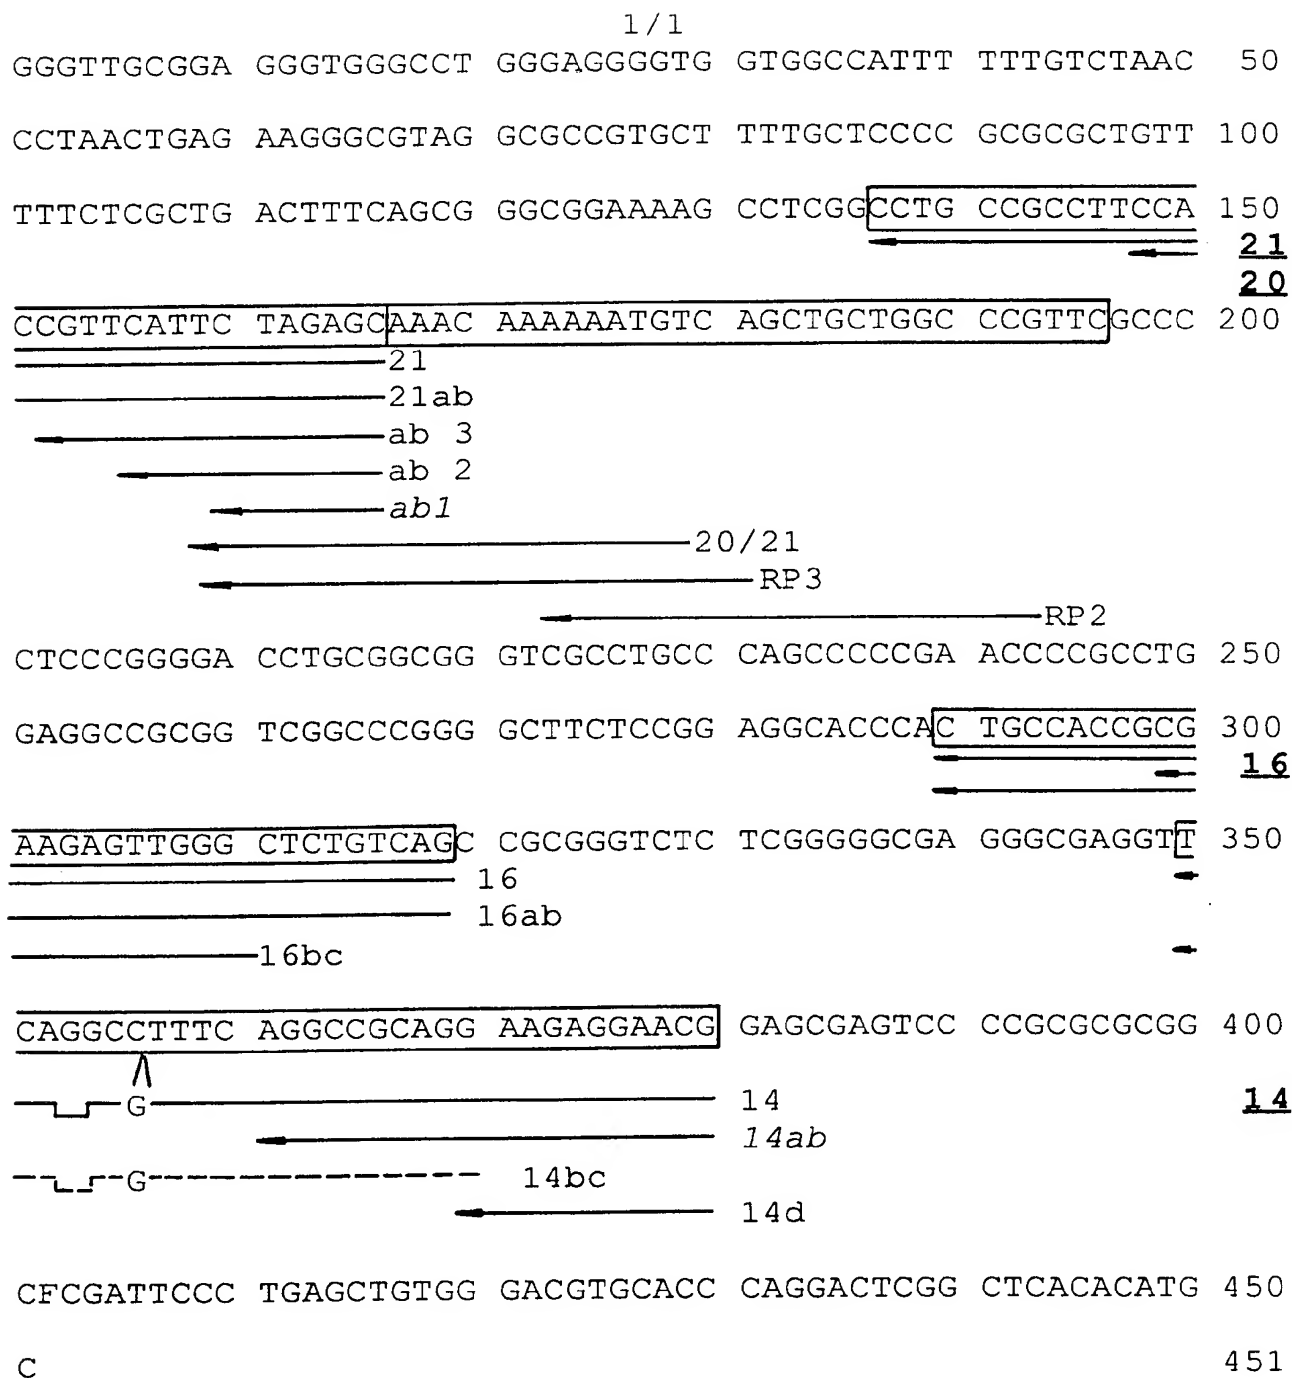 1/1
GGGTTGCGGA GGGTGGGCCT GGGAGGGGTG GTGGCCATTT TTTGTCTAAC 50
CCTAACTGAG AAGGGCGTAG GCGCCGTGCT TTTGCTCCCC GCGCGCTGTT 100
TTTCTCGCTG ACTTTCAGCG GGCGGAAAAG CCTCGGCCTG CCGCCTTCCA 150
21
20
CCGTTCATTC TAGAGCAAAC AAAAAATGTC AGCTGCTGGC CCGTTCGCCC 200
21
21ab
ab 3
ab 2
ab1
20/21
RP3
RP2
CTCCCGGGGA CCTGCGGCGG GTCGCCTGCC CAGCCCCCGA ACCCCGCCTG 250
GAGGCCGCGG TCGGCCCGGG GCTTCTCCGG AGGCACCCAC TGCCACCGCG 300
16
AAGAGTTGGG CTCTGTCAGC CGCGGGTCTC TCGGGGGCGA GGGCGAGGTT 350
16
16ab
16bc
CAGGCCTTTC AGGCCGCAGG AAGAGGAACG GAGCGAGTCC CCGCGCGCGG 400
G 14 14
14ab
G 14bc
14d
CFCGATTCCC TGAGCTGTGG GACGTGCACC CAGGACTCGG CTCACACATG 450
C 451